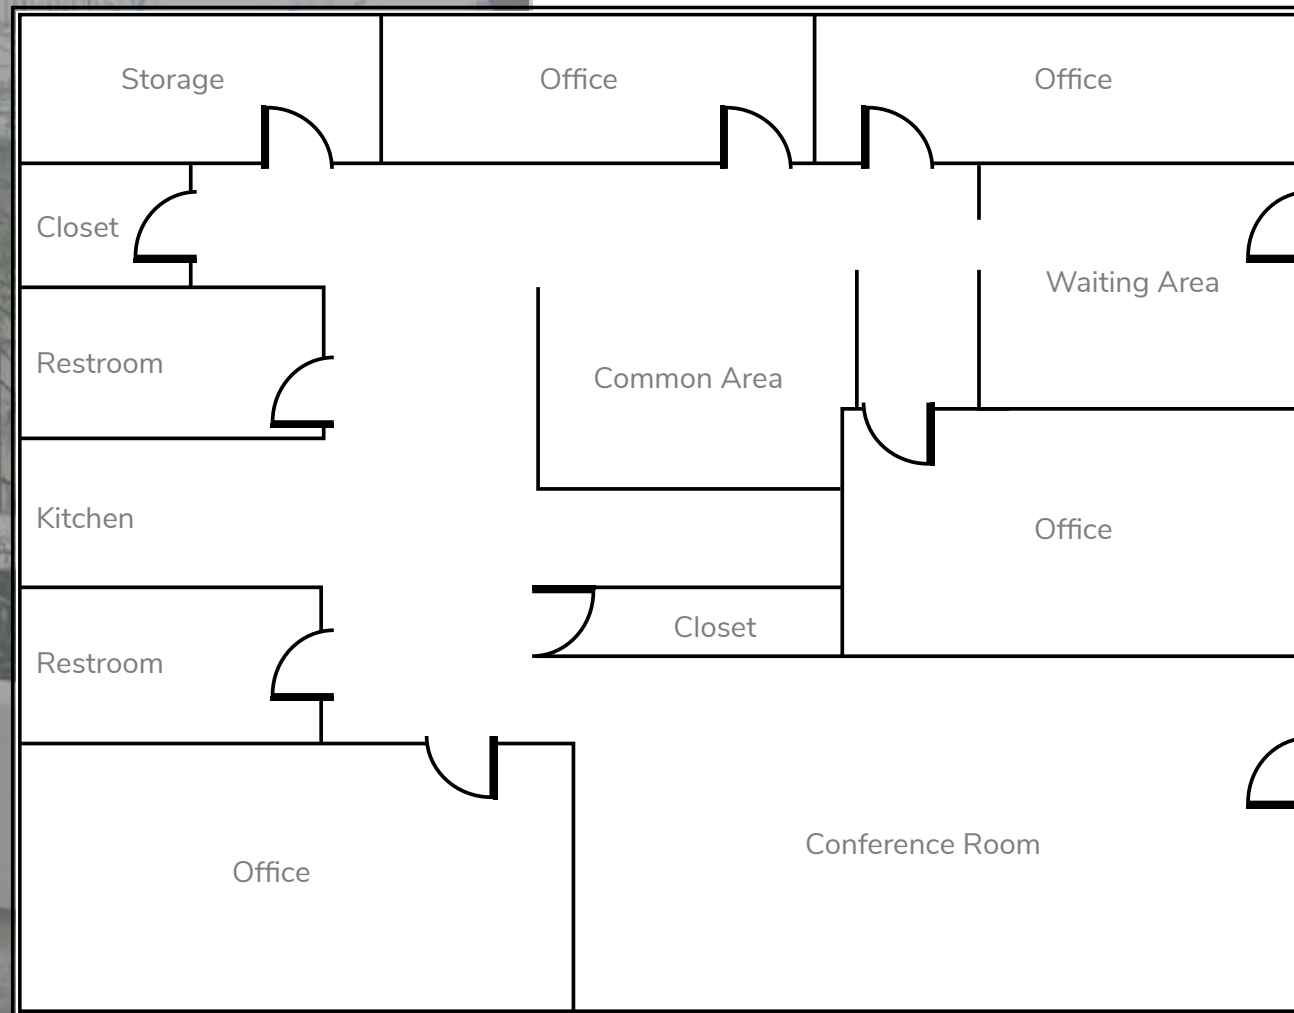 Storage
Office
Office
Closet
Waiting Area
Restroom
Common Area
Kitchen
Office
Closet
Restroom
Conference Room
Office